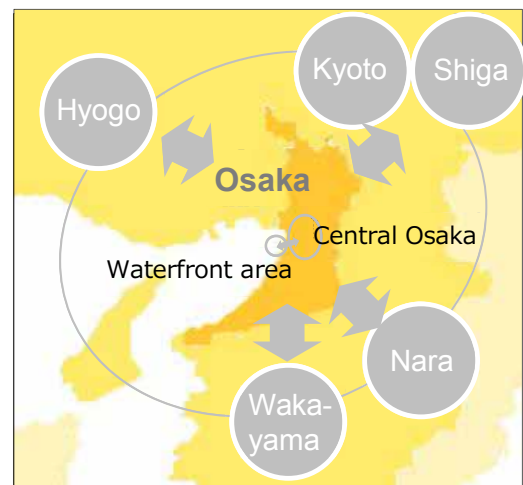 Kyoto
Shiga
Hyogo
Osaka
Central Osaka
Waterfront area
Nara
Waka-
yama